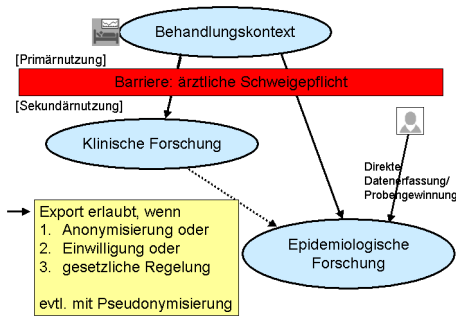 Behandlungskontext
[Primärnutzung]
Barriere: ärztliche Schweigepflicht
[Sekundärnutzung]
Klinische Forschung
Direkte
Datenerfassung/
Probengewinnung
Export erlaubt, wenn
1. Anonymisierung oder
2. Einwilligung oder
3. gesetzliche Regelung
evtl. mit Pseudonymisierung
Epidemiologische
Forschung